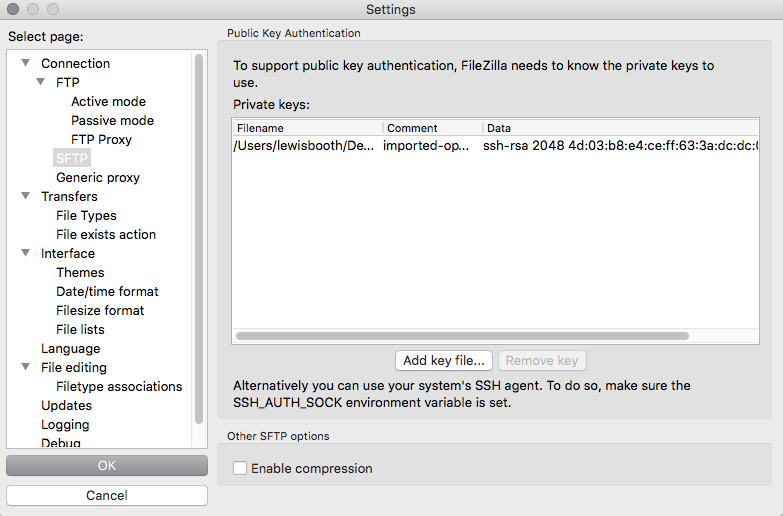 Settings
Select page:
Connection
FTP
Active mode
Passive mode
FTP Proxy
SFTP
Generic proxy
Transfers
File Types
File exists action
Interface
Themes
Date/time format
Filesize format
File lists
Language
File editing
Filetype associations
Updates
Logging
Debug
OK
Cancel
Public Key Authentication
To support public key authentication, FileZilla needs to know the private keys to
use.
Private keys:
Filename Comment Data
/Users/lewisbooth/De... imported-op... ssh-rsa 2048 4d:03:b8:e4:ce:ff:63:3a:dc:dc:
Add key file... Remove key
Alternatively you can use your system's SSH agent. To do so, make sure the
SSH_AUTH_SOCK environment variable is set.
Other SFTP options
Enable compression